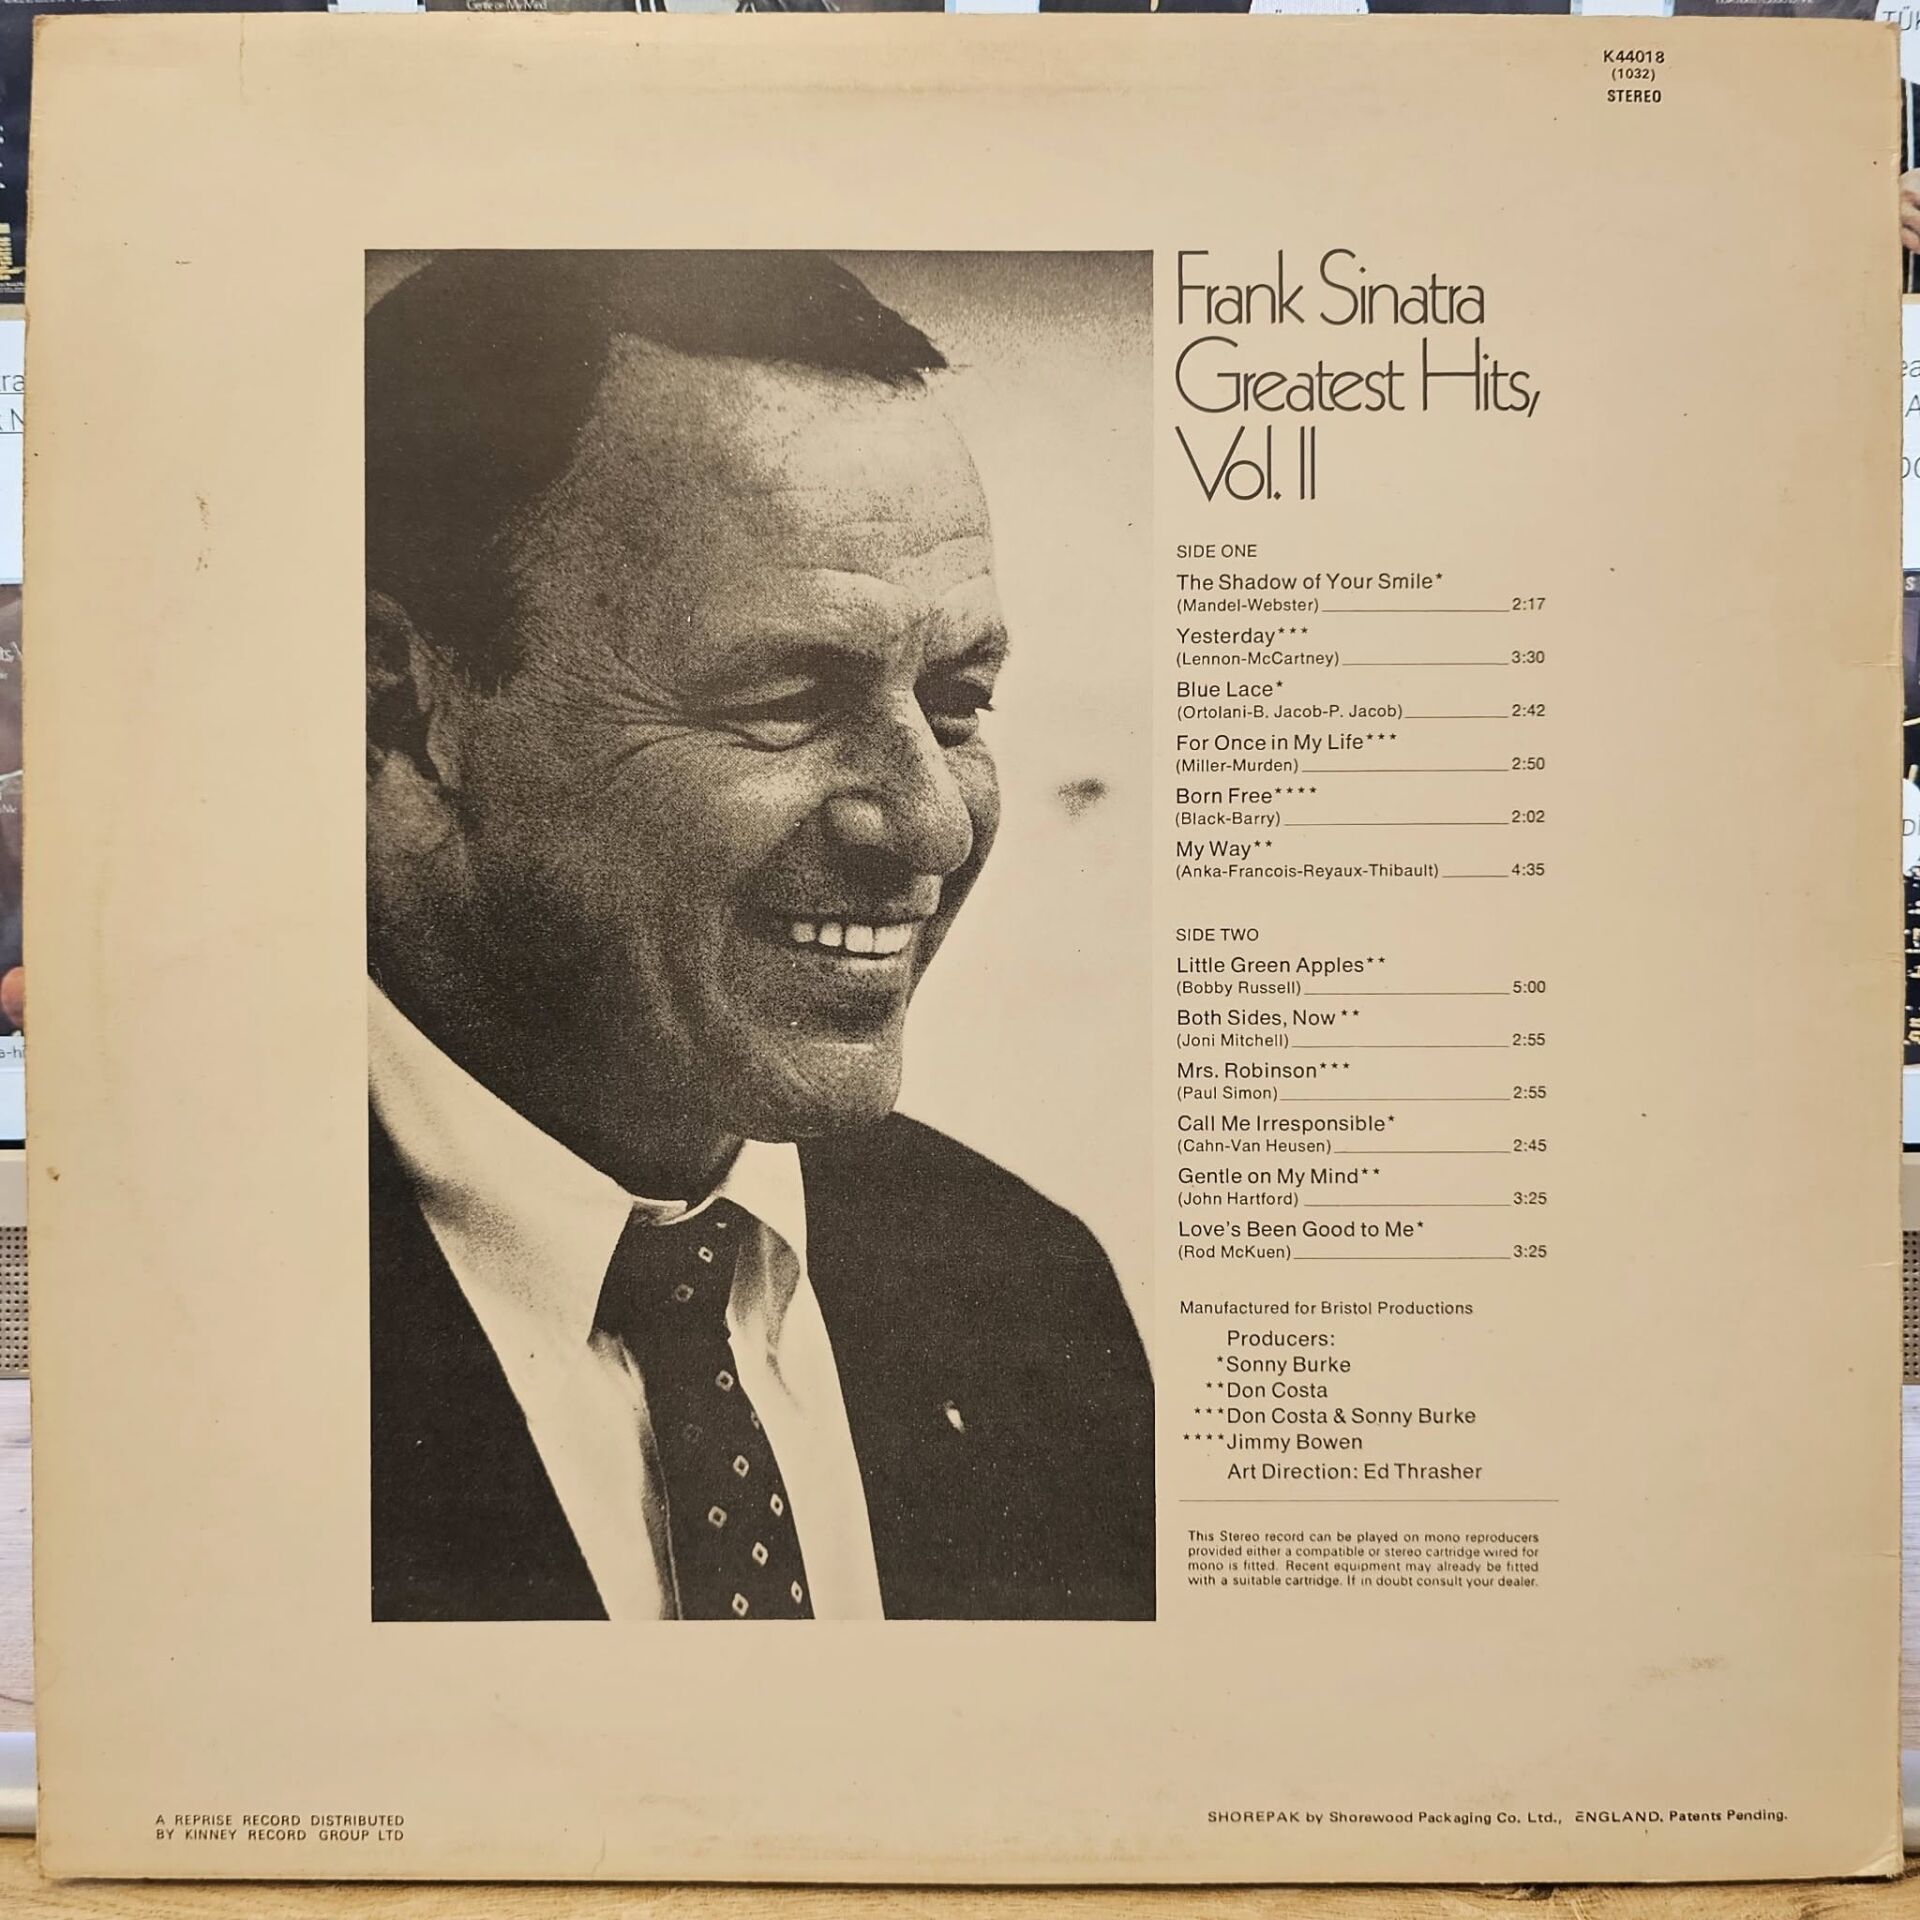 Gentle on My Mind
K44018
(1032)
STEREO
Frank Sinatra
Greatest Hits,
Vol. II
SIDE ONE
The Shadow of Your Smile*
(Mandel-Webster) 2:17
Yesterday***
(Lennon-McCartney) 3:30
Blue Lace*
(Ortolani-B. Jacob-P. Jacob) 2:42
For Once in My Life***
(Miller-Murden) 2:50
Born Free****
(Black-Barry) 2:02
My Way**
(Anka-Francois-Reyaux-Thibault) 4:35
SIDE TWO
Little Green Apples**
(Bobby Russell) 5:00
Both Sides, Now **
(Joni Mitchell) 2:55
Mrs. Robinson***
(Paul Simon) 2:55
Call Me Irresponsible*
(Cahn-Van Heusen) 2:45
Gentle on My Mind**
(John Hartford) 3:25
Love's Been Good to Me*
(Rod McKuen) 3:25
Manufactured for Bristol Productions
Producers:
*Sonny Burke
**Don Costa
***Don Costa & Sonny Burke
****Jimmy Bowen
Art Direction: Ed Thrasher
This Stereo record can be played on mono reproducers
provided either a compatible or stereo cartridge wired for
mono is fitted. Recent equipment may already be fitted
with a suitable cartridge. If in doubt consult your dealer.
A REPRISE RECORD DISTRIBUTED
BY KINNEY RECORD GROUP LTD
SHOREPAK by Shorewood Packaging Co. Ltd., ENGLAND. Patents Pending.